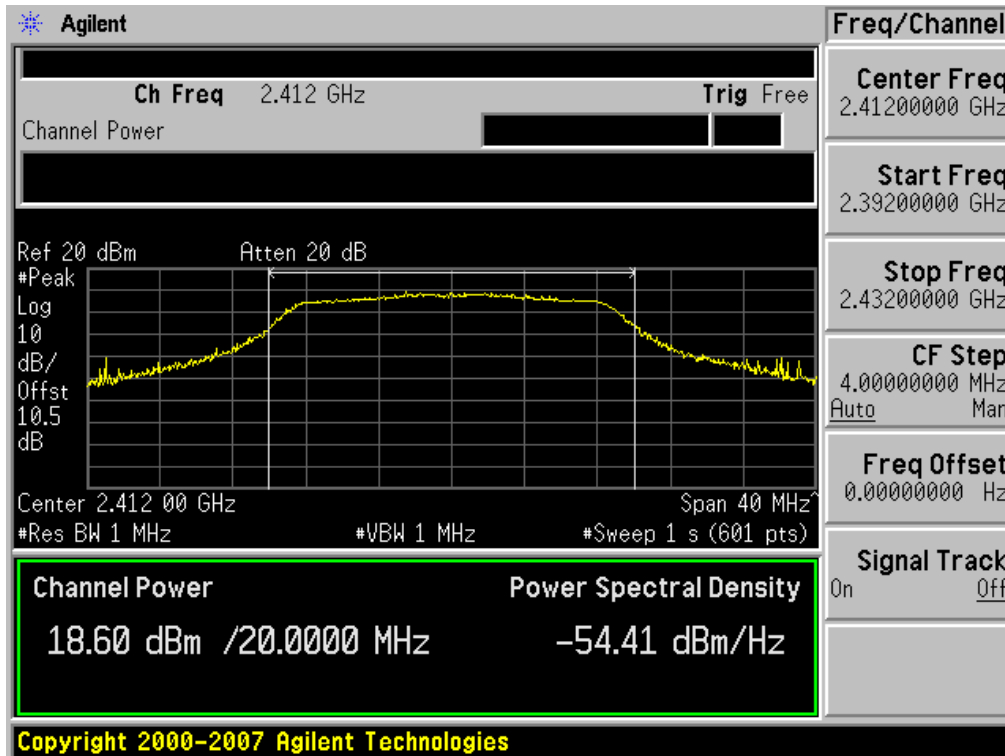 Agilent
Freq/Channel
Ch Freq 2.412 GHz Trig Free
Channel Power
Center Freq
2.41200000 GHz
Start Freq
2.39200000 GHz
Stop Freq
2.43200000 GHz
CF Step
4.00000000 MHz
Auto Man
Freq Offset
0.00000000 Hz
Signal Track
On Off
Ref 20 dBm Atten 20 dB
#Peak
Log
10
dB/
Offst
10.5
dB
Center 2.412 00 GHz Span 40 MHz^
#Res BW 1 MHz #VBW 1 MHz #Sweep 1 s (601 pts)
Channel Power Power Spectral Density
18.60 dBm /20.0000 MHz -54.41 dBm/Hz
Copyright 2000-2007 Agilent Technologies